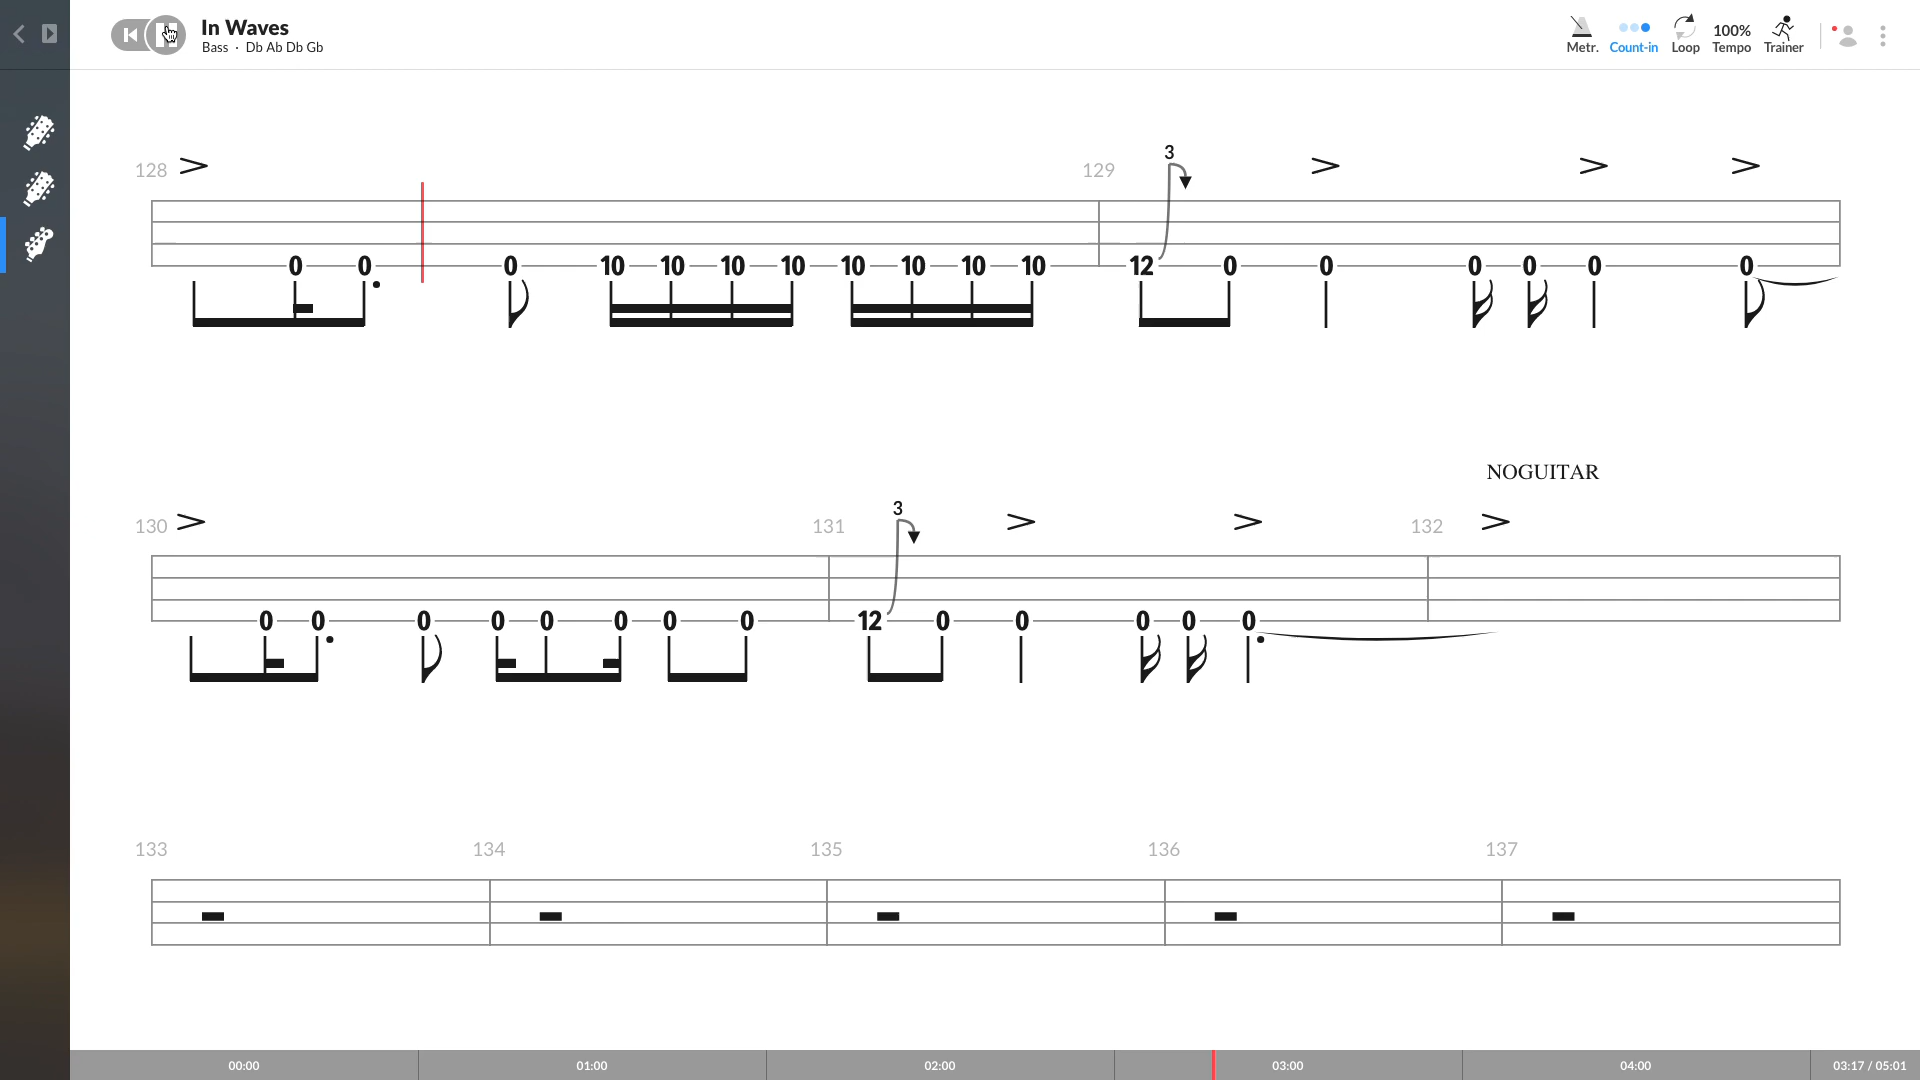 In Waves
Bass · Db Ab Db Gb
Metr. Count-in Loop 100% Tempo Trainer
128 129
3
0 0 0 10 10 10 10 10 10 10 10 12 0 0 0 0 0 0
NOGUITAR
130 131 132
3
0 0 0 0 0 0 0 0 12 0 0 0 0 0
133 134 135 136 137
00:00 01:00 02:00 03:00 04:00 03:17 / 05:01